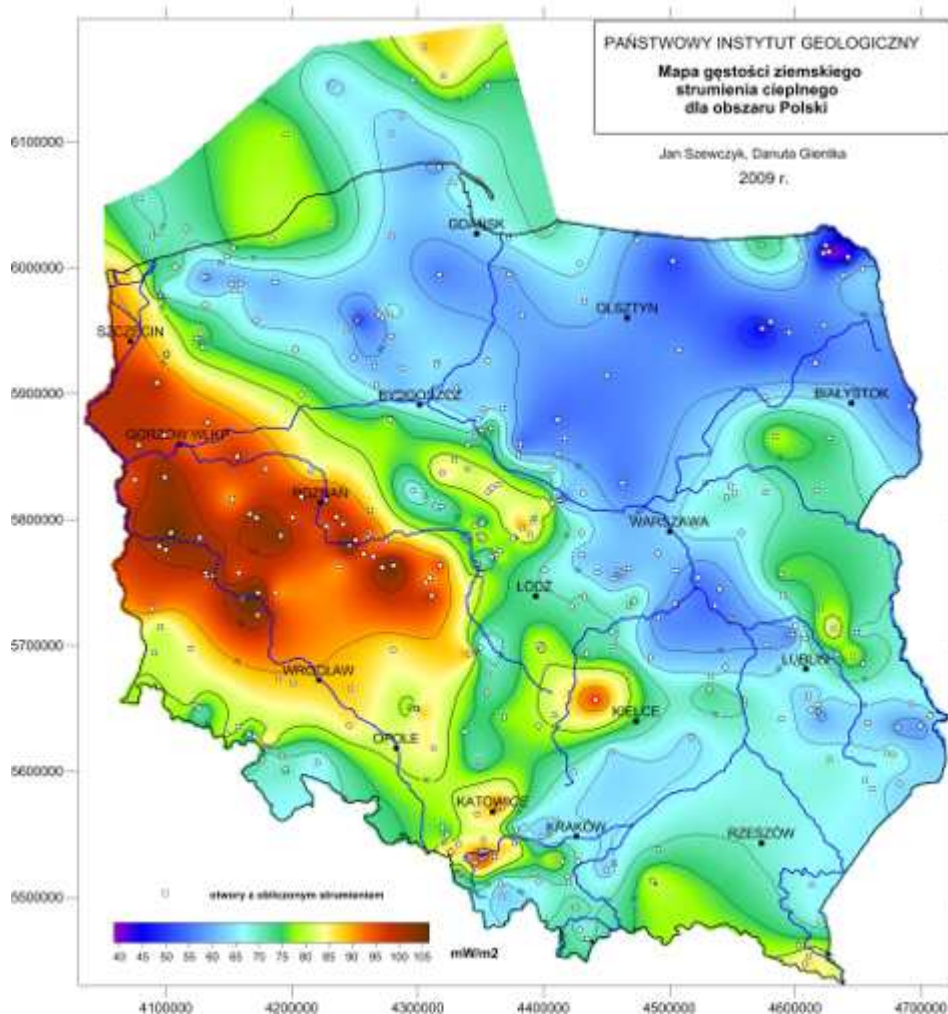 PAŃSTWOWY INSTYTUT GEOLOGICZNY
Mapa gęstości ziemskiego
strumienia cieplnego
dla obszaru Polski
Jan Szewczyk, Danuta Gientka
2009 r.
6100000
GDAŃSK
6000000
OLSZTYN
SZCZECIN
5900000
BYDGOSZCZ
BIAŁYSTOK
GORZÓW WLKP
POZNAŃ
5800000
WARSZAWA
ŁÓDŹ
5700000
LUBLIN
WROCŁAW
KIELCE
OPOLE
5600000
KATOWICE
KRAKÓW
RZESZÓW
5500000
otwory z obliczonym strumieniem
40 45 50 55 60 65 70 75 80 85 90 95 100 105 mW/m2
4100000 4200000 4300000 4400000 4500000 4600000 4700000